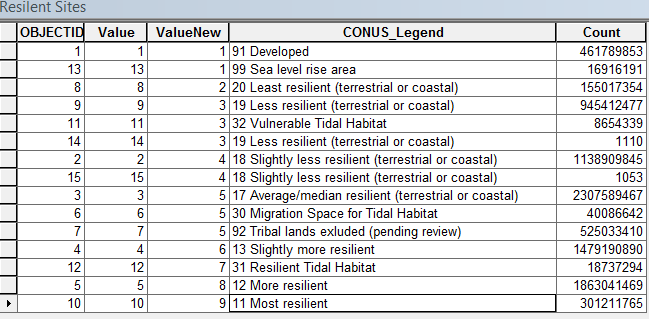 Resilent Sites
OBJECTID Value ValueNew CONUS_Legend Count
1 1 1 91 Developed 461789853
13 13 1 99 Sea level rise area 16916191
8 8 2 20 Least resilient (terrestrial or coastal) 155017354
9 9 3 19 Less resilient (terrestrial or coastal) 945412477
11 11 3 32 Vulnerable Tidal Habitat 8654339
14 14 3 19 Less resilient (terrestrial or coastal) 1110
2 2 4 18 Slightly less resilient (terrestrial or coastal) 1138909845
15 15 4 18 Slightly less resilient (terrestrial or coastal) 1053
3 3 5 17 Average/median resilient (terrestrial or coastal) 2307589467
6 6 5 30 Migration Space for Tidal Habitat 40086642
7 7 5 92 Tribal lands exluded (pending review) 525033410
4 4 6 13 Slightly more resilient 1479190890
12 12 7 31 Resilient Tidal Habitat 18737294
5 5 8 12 More resilient 1863041469
10 10 9 11 Most resilient 301211765